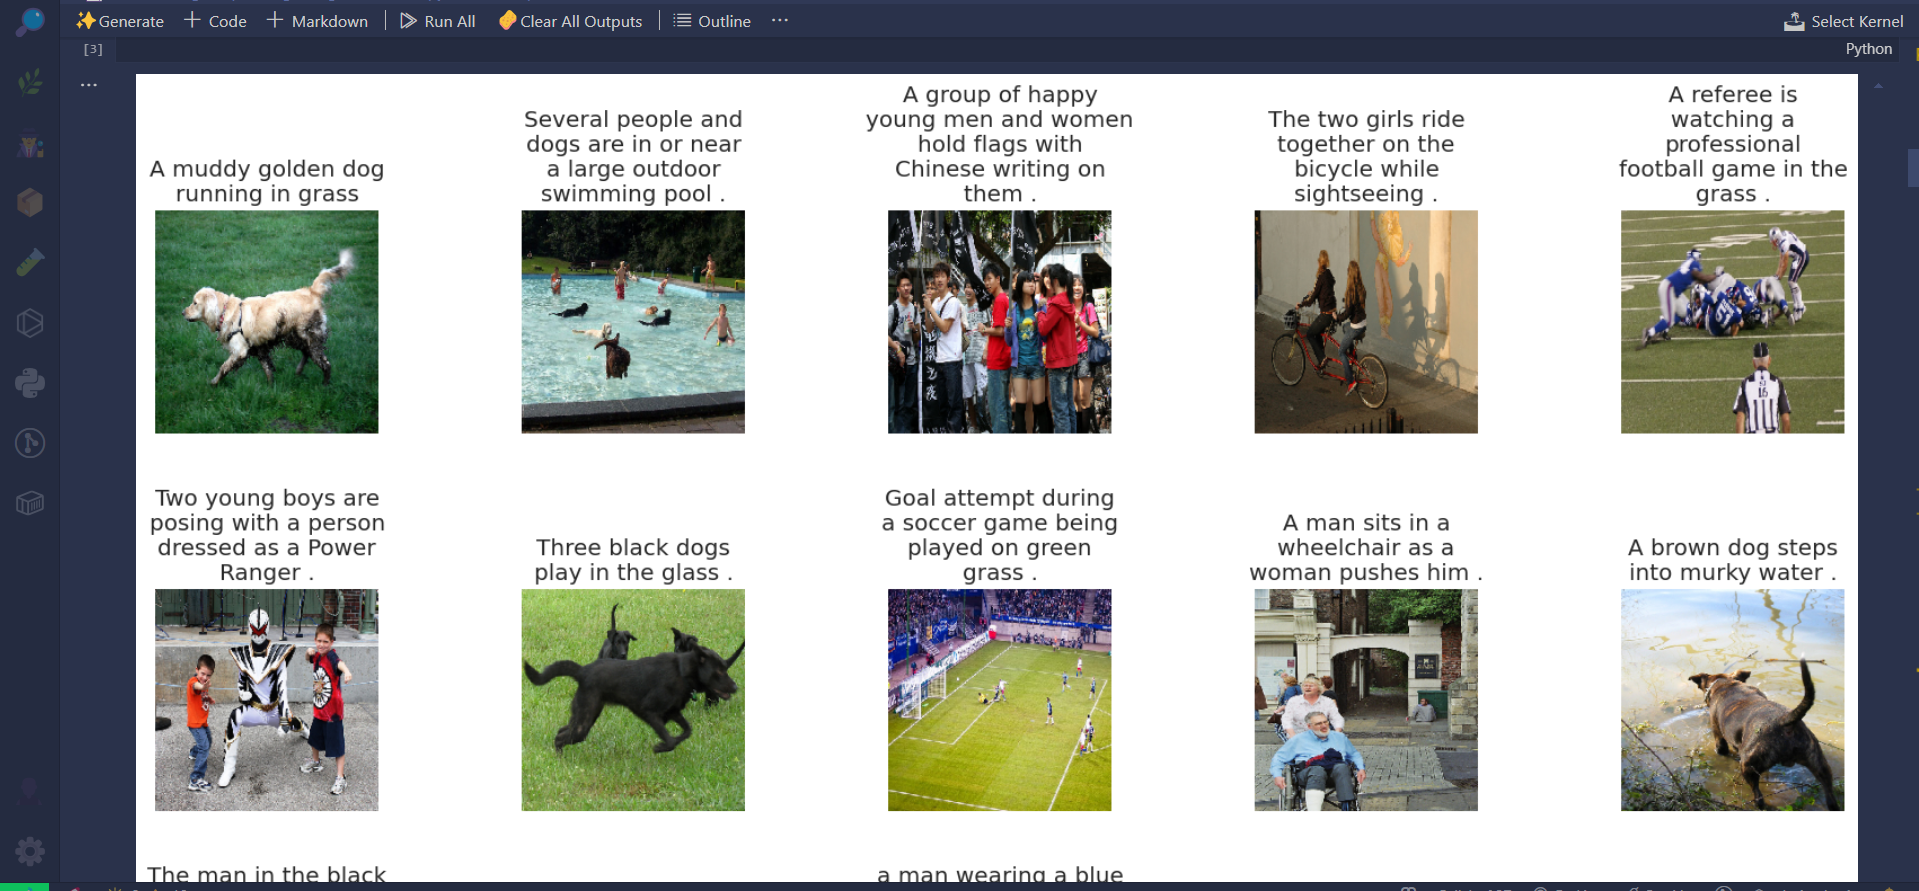 Generate
Code
Markdown
Run All
Clear All Outputs
Outline
Select Kernel
[3]
Python
A muddy golden dog
running in grass
Several people and
dogs are in or near
a large outdoor
swimming pool .
A group of happy
young men and women
hold flags with
Chinese writing on
them .
The two girls ride
together on the
bicycle while
sightseeing .
A referee is
watching a
professional
football game in the
grass .
Two young boys are
posing with a person
dressed as a Power
Ranger .
Three black dogs
play in the glass .
Goal attempt during
a soccer game being
played on green
grass .
A man sits in a
wheelchair as a
woman pushes him .
A brown dog steps
into murky water .
The man in the black
a man wearing a blue